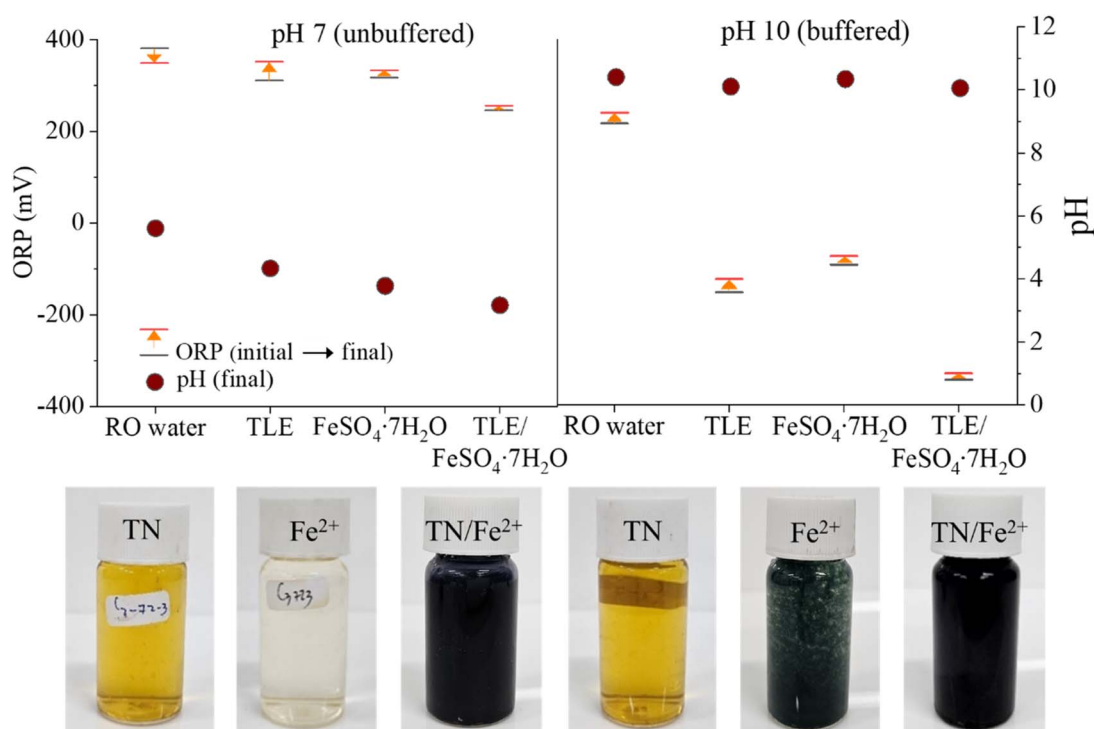 pH 7 (unbuffered)
pH 10 (buffered)
400
200
0
-200
-400
ORP (mV)
ORP (initial → final)
pH (final)
12
10
8
6
4
2
0
pH
RO water
TLE
FeSO₄·7H₂O
TLE/
FeSO₄·7H₂O
RO water
TLE
FeSO₄·7H₂O
TLE/
FeSO₄·7H₂O
TN
Fe²⁺
TN/Fe²⁺
TN
Fe²⁺
TN/Fe²⁺